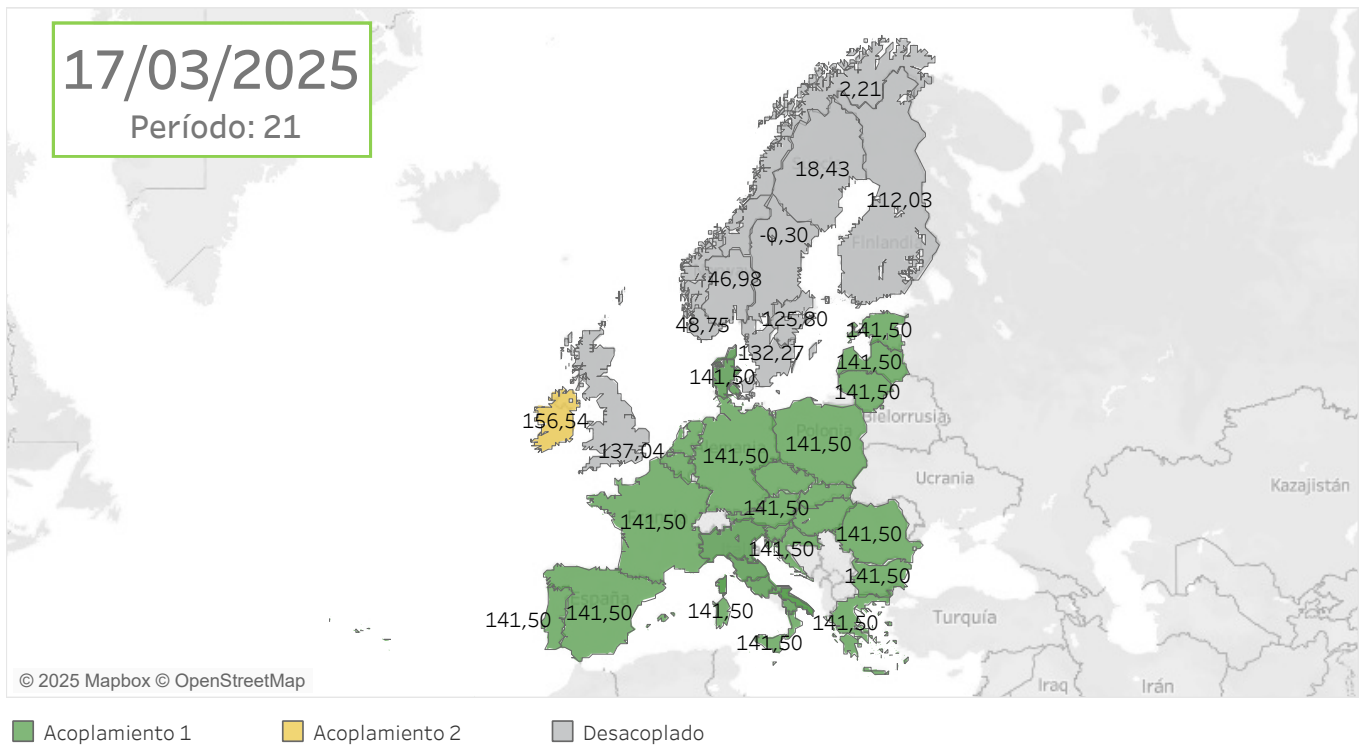 17/03/2025
Período: 21
2,21
18,43
112,03
-0,30
Finlandia
46,98
48,75
125,80
141,50
132,27
141,50
141,50
141,50
Bielorrusia
156,54
137,04
Polonia
141,50
141,50
Ucrania
Kazajistán
141,50
141,50
141,50
141,50
141,50
España
141,50
141,50
141,50
141,50
141,50
Turquía
141,50
Iraq
Irán
© 2025 Mapbox © OpenStreetMap
Acoplamiento 1
Acoplamiento 2
Desacoplado